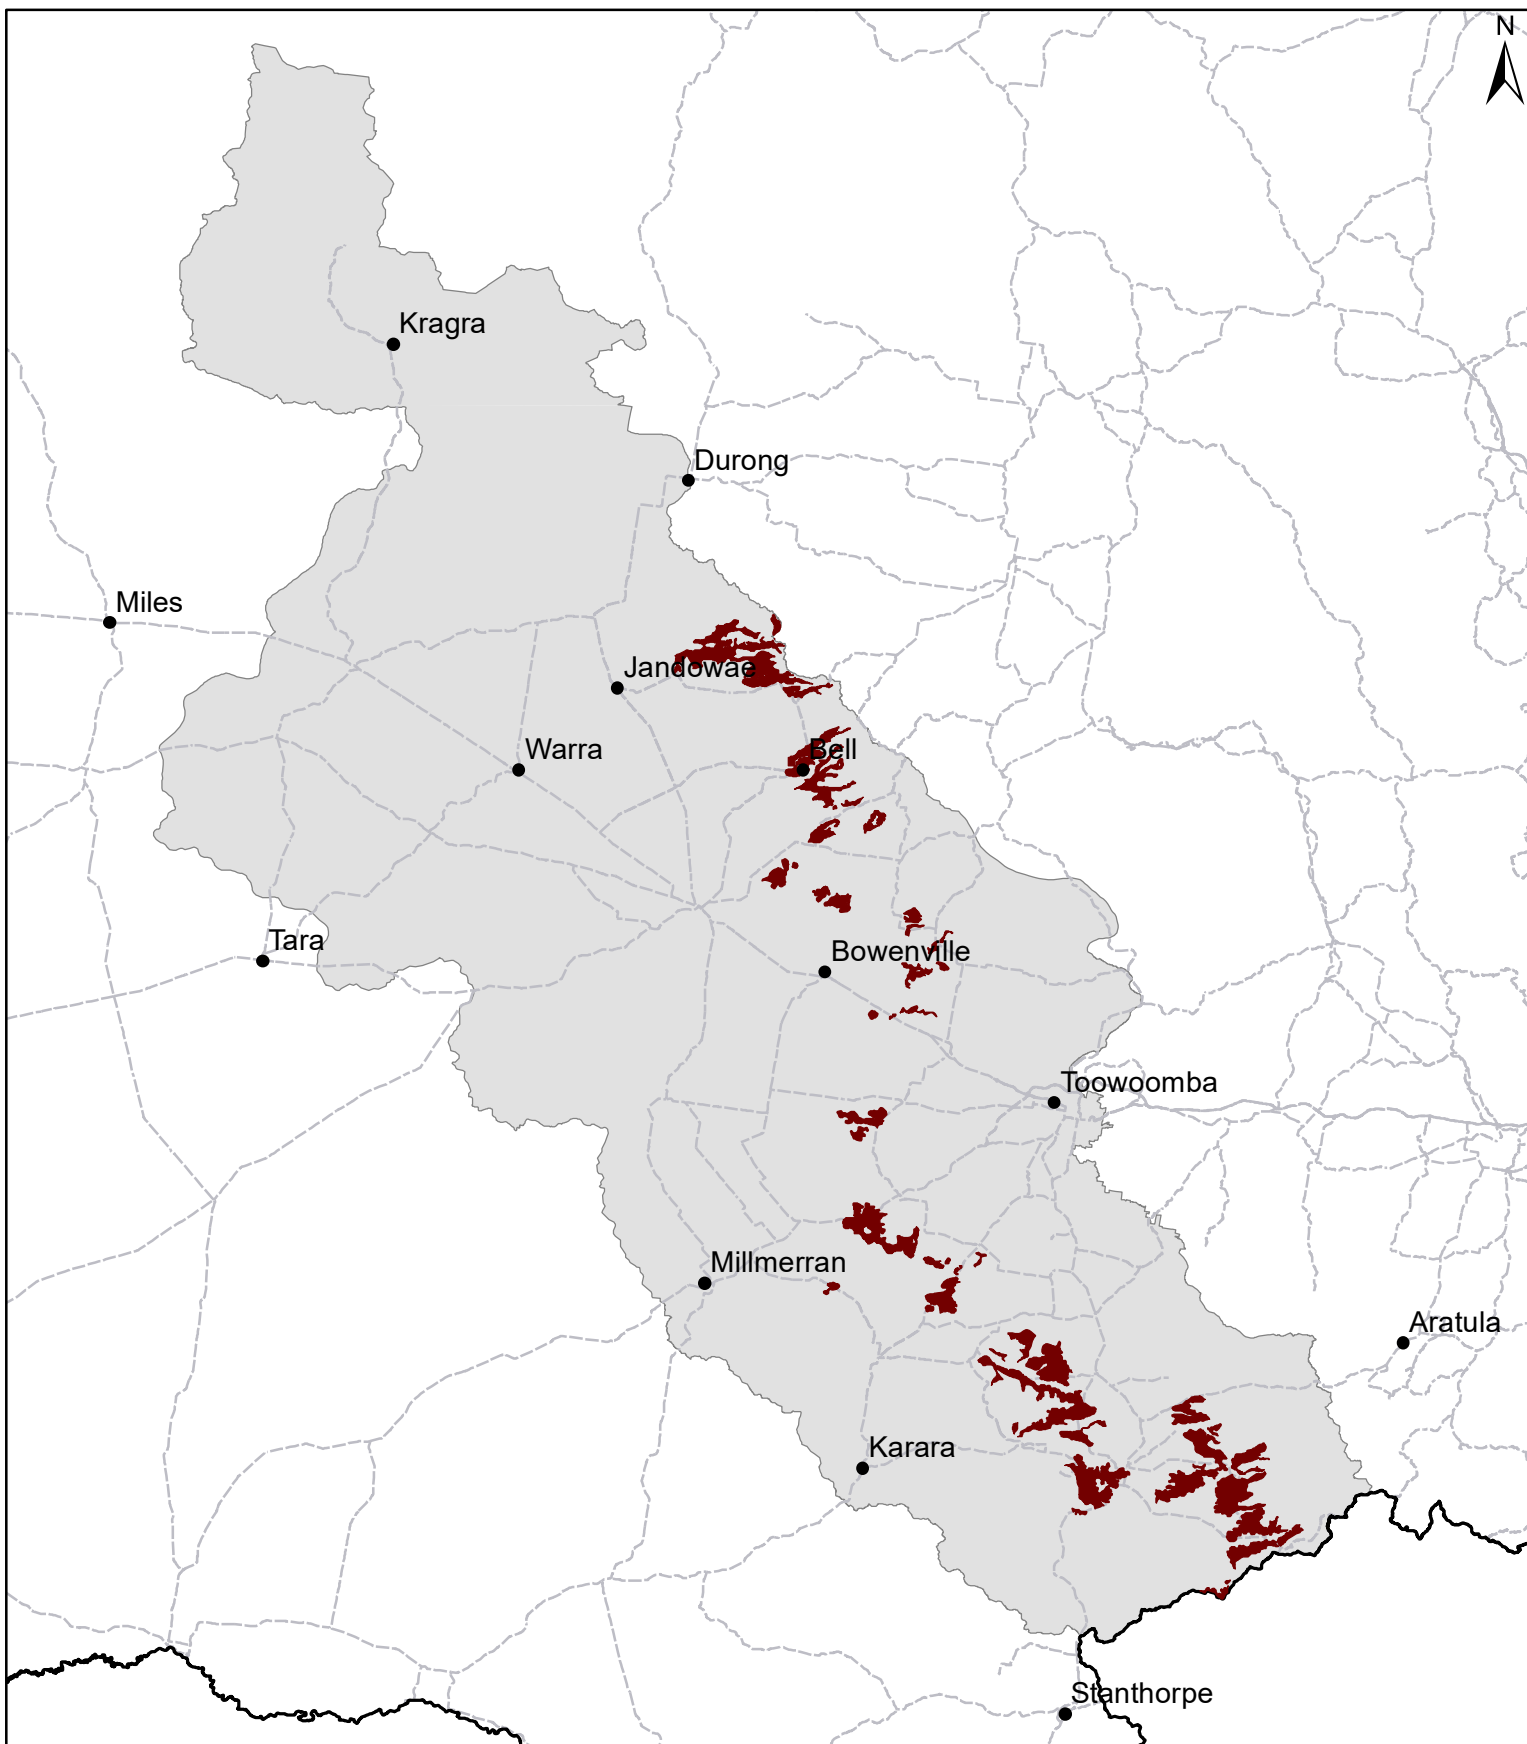 N
Kragra
Durong
Miles
Jandowae
Warra
Bell
Tara
Bowenville
Toowoomba
Millmerran
Aratula
Karara
Stanthorpe